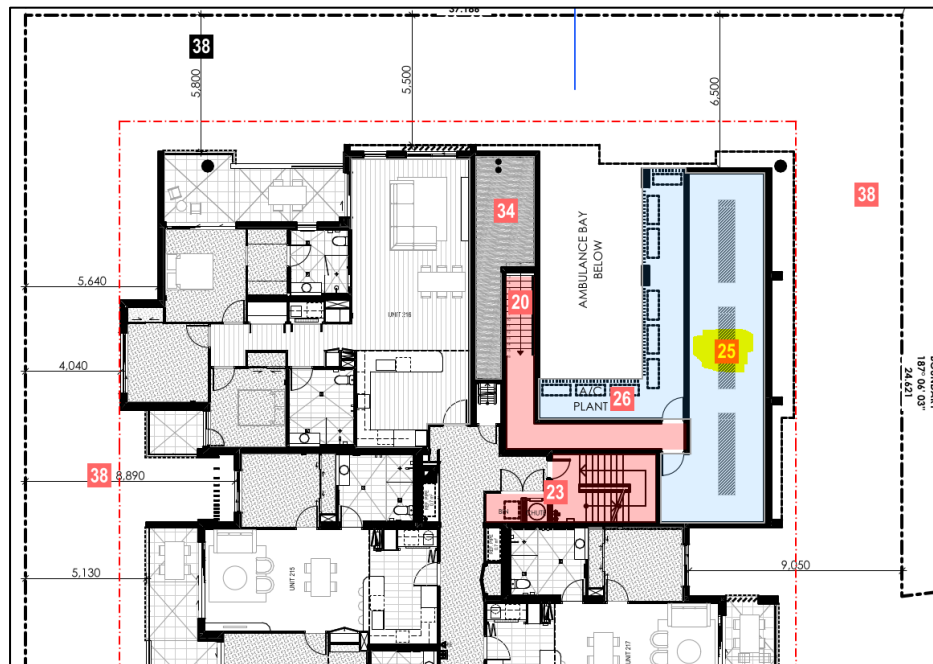 37.188
38
5,800
5,500
6,500
34
38
AMBULANCE BAY
BELOW
20
5,640
UNIT 218
25
4,040
A/C
PLANT
26
187° 06' 03"
24.621
38
8,890
23
BIN
CHUTE
UNIT 215
5,130
9,050
UNIT 217